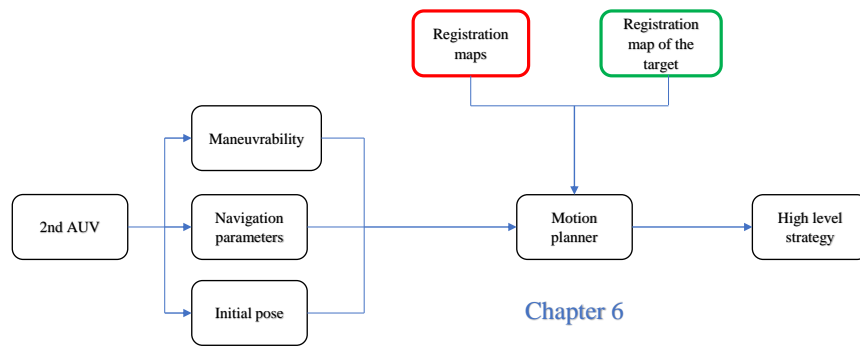 Registration
maps
Registration
map of the
target
Maneuvrability
2nd AUV
Navigation
parameters
Motion
planner
High level
strategy
Initial pose
Chapter 6